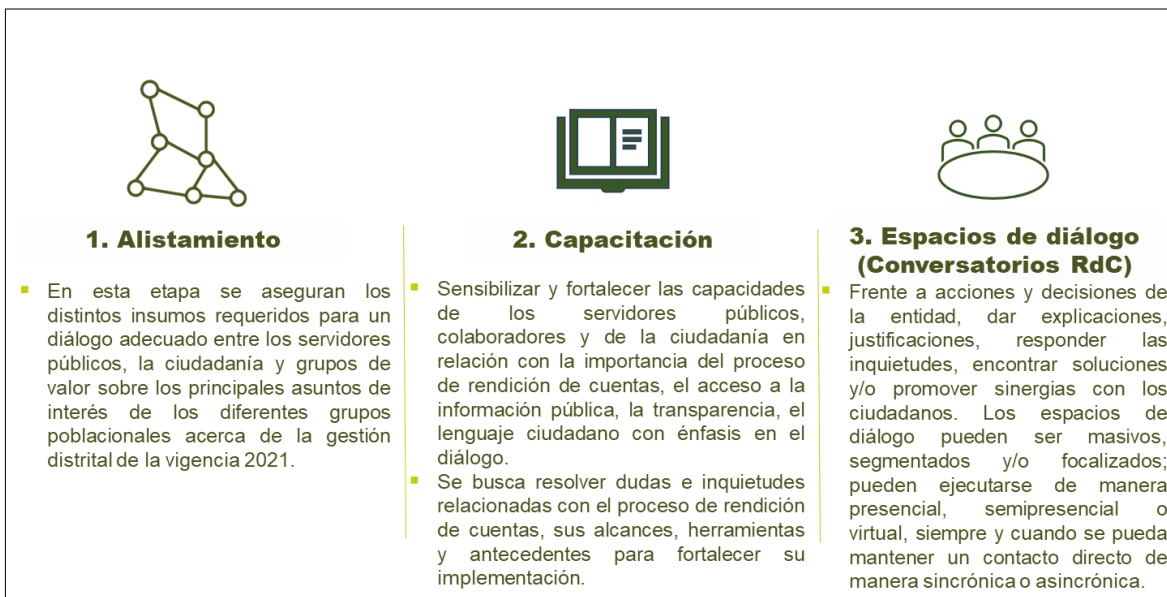 1. Alistamiento
▪ En esta etapa se aseguran los
distintos insumos requeridos para un
diálogo adecuado entre los servidores
públicos, la ciudadanía y grupos de
valor sobre los principales asuntos de
interés de los diferentes grupos
poblacionales acerca de la gestión
distrital de la vigencia 2021.
2. Capacitación
▪ Sensibilizar y fortalecer las capacidades
de los servidores públicos,
colaboradores y de la ciudadanía en
relación con la importancia del proceso
de rendición de cuentas, el acceso a la
información pública, la transparencia, el
lenguaje ciudadano con énfasis en el
diálogo.
▪ Se busca resolver dudas e inquietudes
relacionadas con el proceso de rendición
de cuentas, sus alcances, herramientas
y antecedentes para fortalecer su
implementación.
3. Espacios de diálogo
(Conversatorios RdC)
▪ Frente a acciones y decisiones de
la entidad, dar explicaciones,
justificaciones, responder las
inquietudes, encontrar soluciones
y/o promover sinergias con los
ciudadanos. Los espacios de
diálogo pueden ser masivos,
segmentados y/o focalizados;
pueden ejecutarse de manera
presencial, semipresencial o
virtual, siempre y cuando se pueda
mantener un contacto directo de
manera sincrónica o asincrónica.